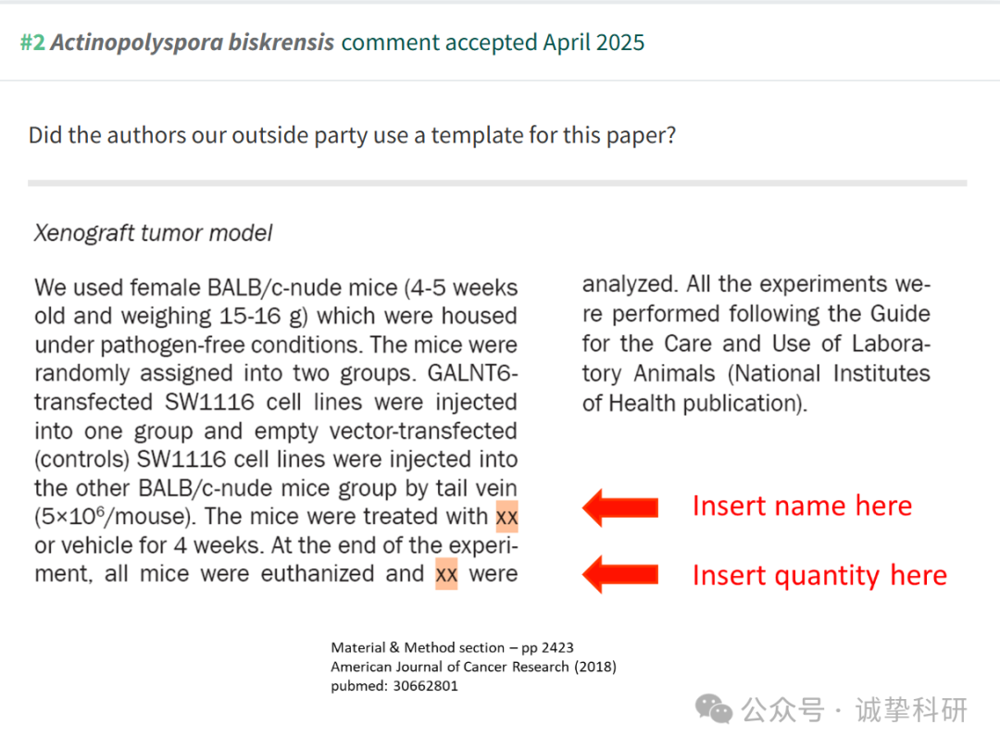 #2 Actinopolyspora biskrensis comment accepted April 2025
Did the authors our outside party use a template for this paper?
Xenograft tumor model
We used female BALB/c-nude mice (4-5 weeks
old and weighing 15-16 g) which were housed
under pathogen-free conditions. The mice were
randomly assigned into two groups. GALNT6-
transfected SW1116 cell lines were injected
into one group and empty vector-transfected
(controls) SW1116 cell lines were injected into
the other BALB/c-nude mice group by tail vein
(5×10⁶/mouse). The mice were treated with xx
or vehicle for 4 weeks. At the end of the experi-
ment, all mice were euthanized and xx were
analyzed. All the experiments we-
re performed following the Guide
for the Care and Use of Labora-
tory Animals (National Institutes
of Health publication).
Insert name here
Insert quantity here
Material & Method section – pp 2423
American Journal of Cancer Research (2018)
pubmed: 30662801
公众号 · 诚挚科研